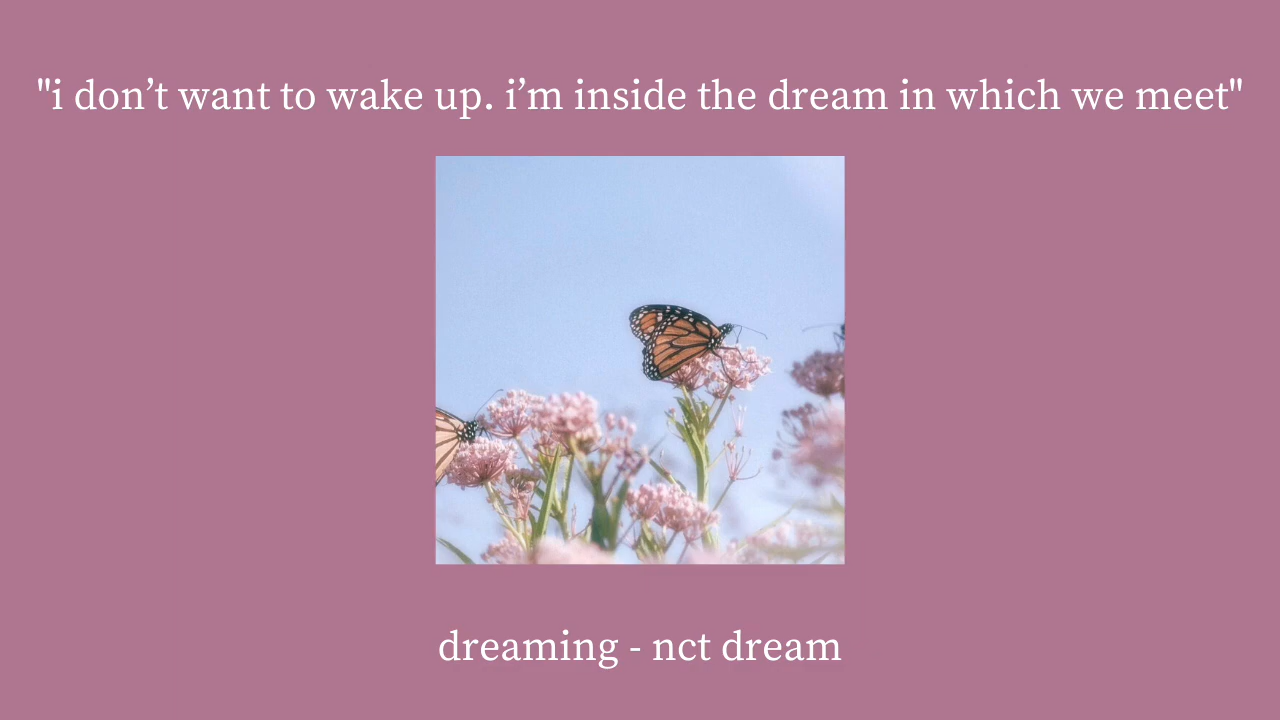 "i don’t want to wake up. i’m inside the dream in which we meet"
dreaming - nct dream